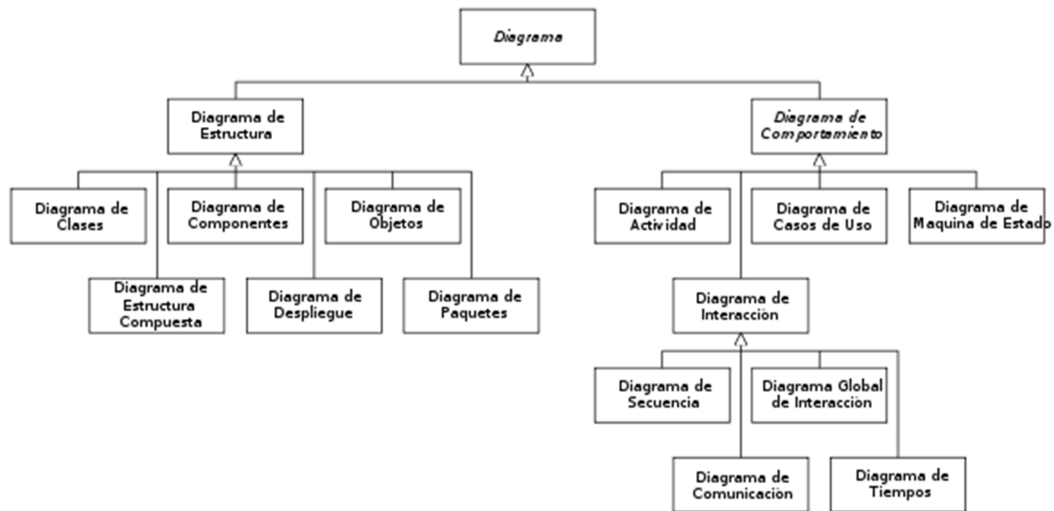 Diagrama
Diagrama de
Estructura
Diagrama de
Comportamiento
Diagrama de
Clases
Diagrama de
Componentes
Diagrama de
Objetos
Diagrama de
Actividad
Diagrama de
Casos de Uso
Diagrama de
Maquina de Estado
Diagrama de
Estructura
Compuesta
Diagrama de
Despliegue
Diagrama de
Paquetes
Diagrama de
Interacción
Diagrama de
Secuencia
Diagrama Global
de Interacción
Diagrama de
Comunicación
Diagrama de
Tiempos